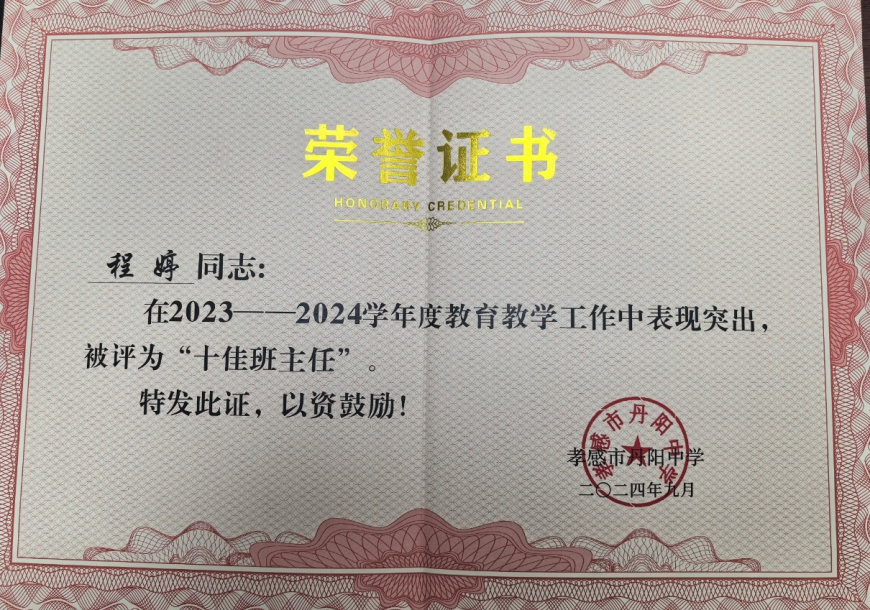 荣誉证书
HONORARY CREDENTIAL
程婷同志:
在2023——2024学年度教育教学工作中表现突出，
被评为“十佳班主任”。
特发此证，以资鼓励!
孝感市丹阳中学
二〇二四年九月
孝感市丹阳中学